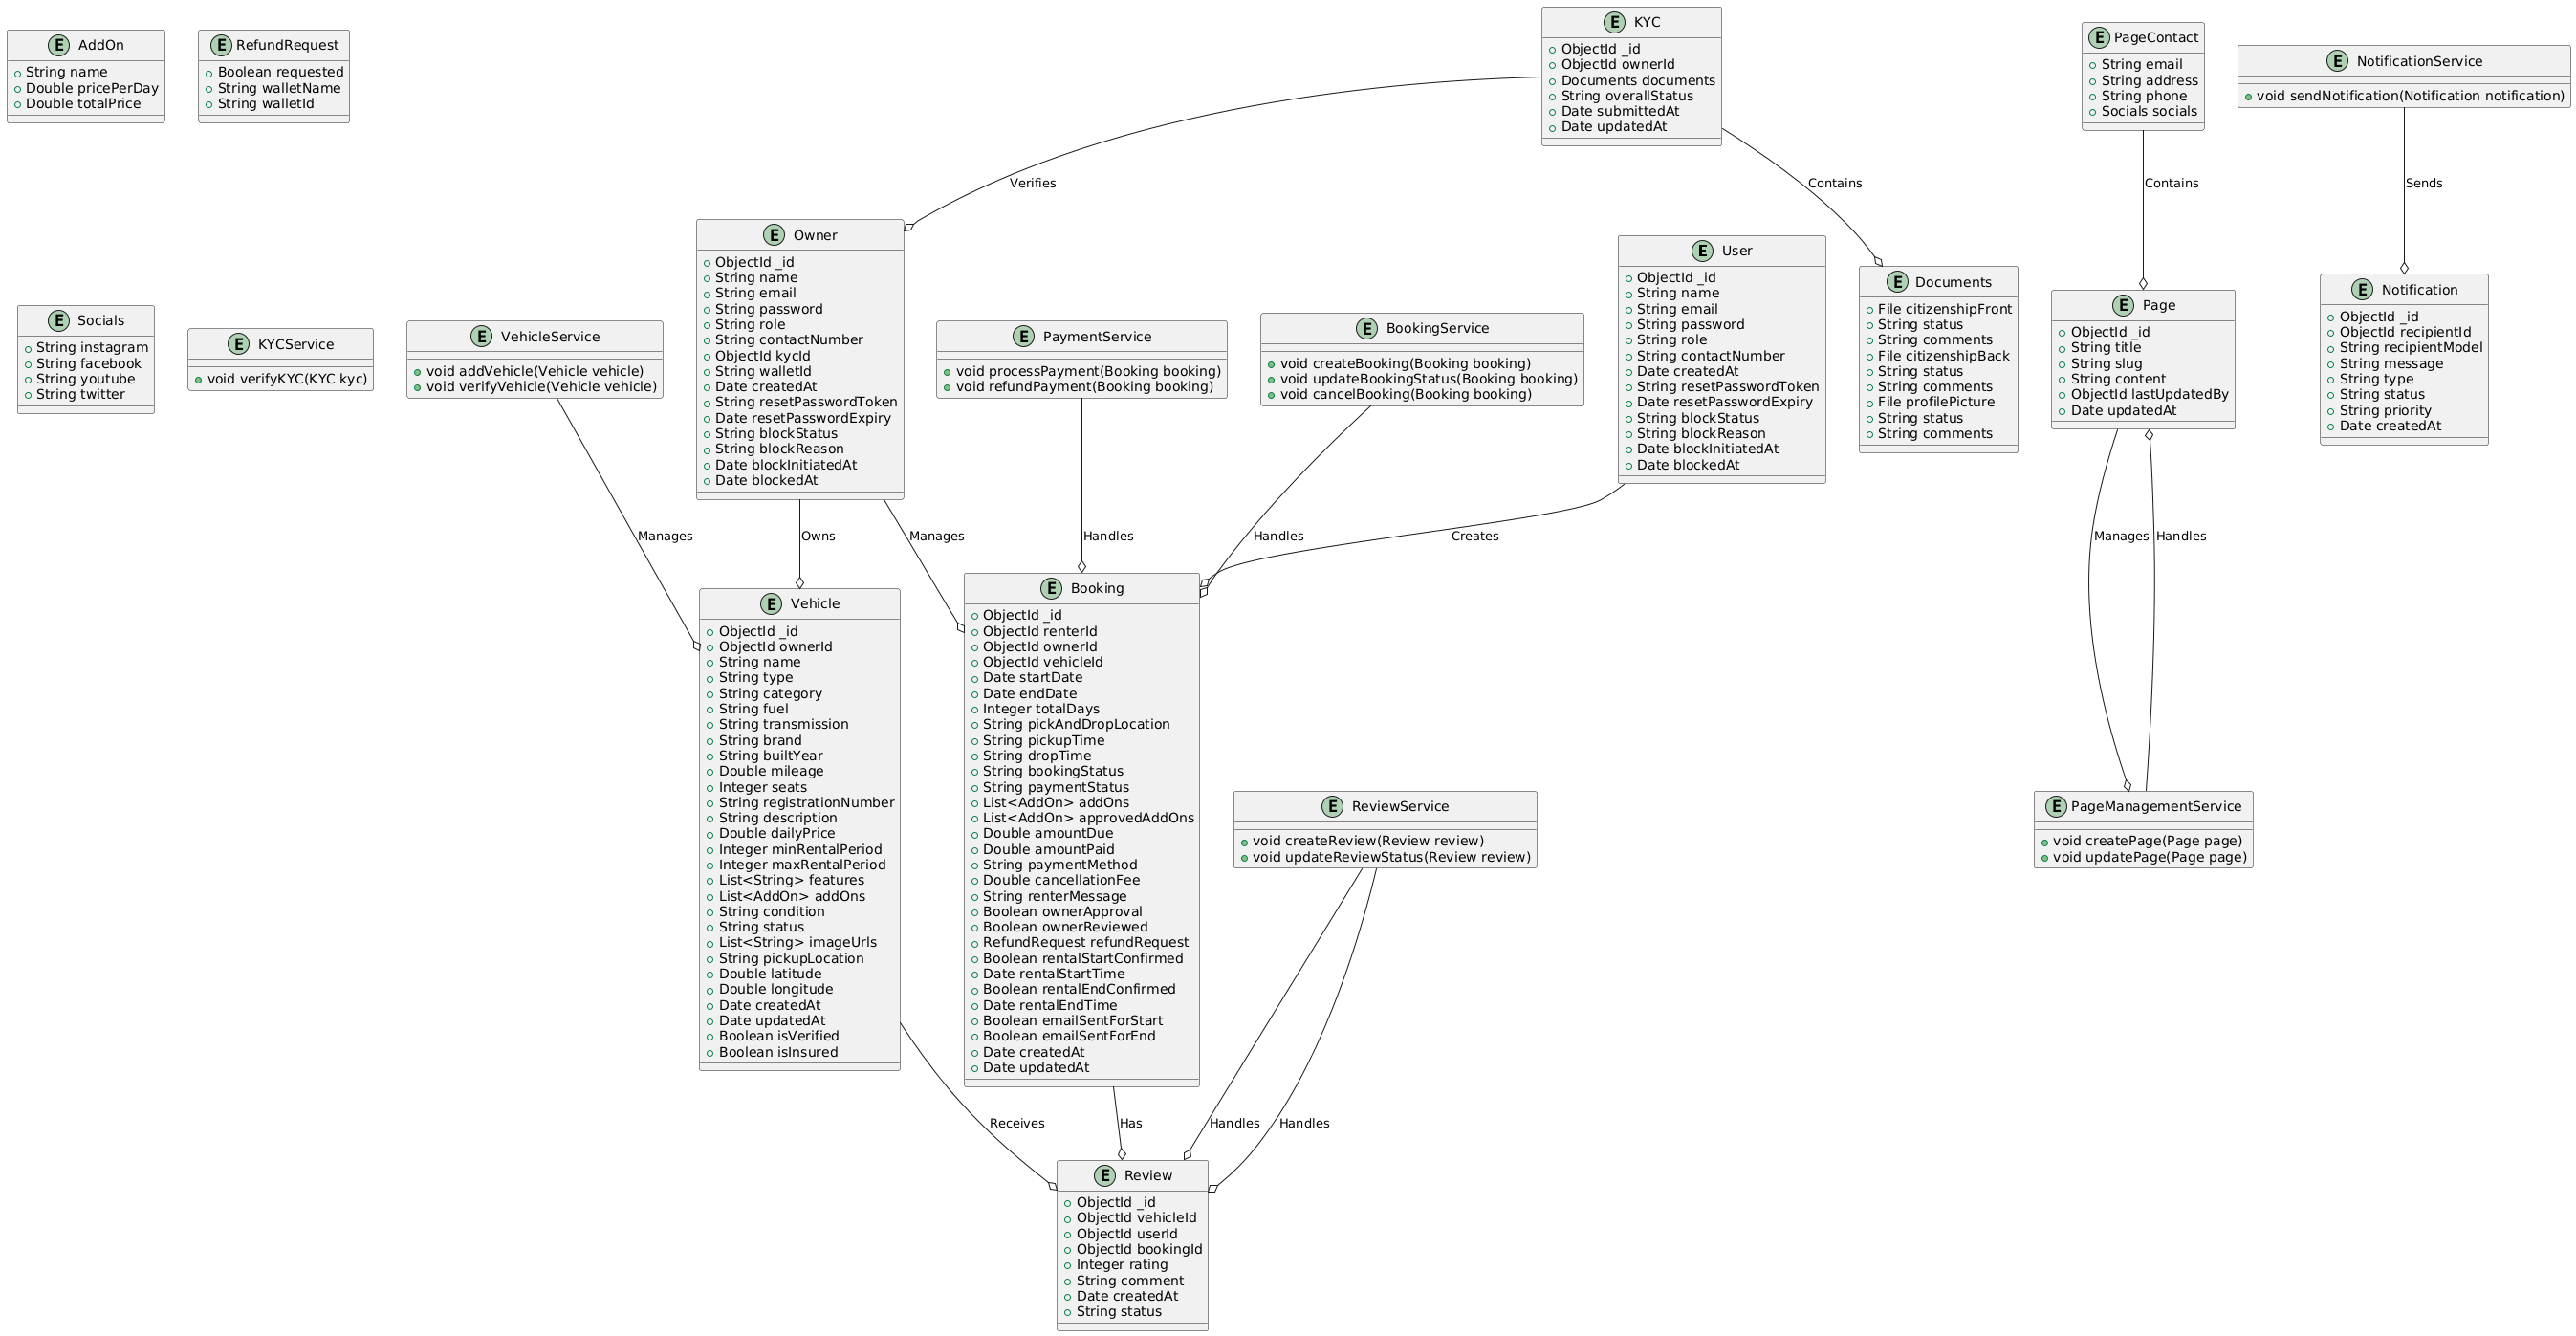 E AddOn
String name
Double pricePerDay
Double totalPrice
E RefundRequest
Boolean requested
String walletName
String walletId
E KYC
ObjectId _id
ObjectId ownerId
Documents documents
String overallStatus
Date submittedAt
Date updatedAt
E PageContact
String email
String address
String phone
Socials socials
E NotificationService
void sendNotification(Notification notification)
Verifies
Contains
Contains
Sends
E Socials
String instagram
String facebook
String youtube
String twitter
E KYCService
void verifyKYC(KYC kyc)
E VehicleService
void addVehicle(Vehicle vehicle)
void verifyVehicle(Vehicle vehicle)
E Owner
ObjectId _id
String name
String email
String password
String role
String contactNumber
ObjectId kycId
String walletId
Date createdAt
String resetPasswordToken
Date resetPasswordExpiry
String blockStatus
String blockReason
Date blockInitiatedAt
Date blockedAt
E PaymentService
void processPayment(Booking booking)
void refundPayment(Booking booking)
E BookingService
void createBooking(Booking booking)
void updateBookingStatus(Booking booking)
void cancelBooking(Booking booking)
E User
ObjectId _id
String name
String email
String password
String role
String contactNumber
Date createdAt
String resetPasswordToken
Date resetPasswordExpiry
String blockStatus
String blockReason
Date blockInitiatedAt
Date blockedAt
E Documents
File citizenshipFront
String status
String comments
File citizenshipBack
String status
String comments
File profilePicture
String status
String comments
E Page
ObjectId _id
String title
String slug
String content
ObjectId lastUpdatedBy
Date updatedAt
E Notification
ObjectId _id
ObjectId recipientId
String recipientModel
String message
String type
String status
String priority
Date createdAt
Manages
Owns
Manages
Handles
Handles
Creates
Manages
Handles
E Vehicle
ObjectId _id
ObjectId ownerId
String name
String type
String category
String fuel
String transmission
String brand
String builtYear
Double mileage
Integer seats
String registrationNumber
String description
Double dailyPrice
Integer minRentalPeriod
Integer maxRentalPeriod
List<String> features
List<AddOn> addOns
String condition
String status
List<String> imageUrls
String pickupLocation
Double latitude
Double longitude
Date createdAt
Date updatedAt
Boolean isVerified
Boolean isInsured
E Booking
ObjectId _id
ObjectId renterId
ObjectId ownerId
ObjectId vehicleId
Date startDate
Date endDate
Integer totalDays
String pickAndDropLocation
String pickupTime
String dropTime
String bookingStatus
String paymentStatus
List<AddOn> addOns
List<AddOn> approvedAddOns
Double amountDue
Double amountPaid
String paymentMethod
Double cancellationFee
String renterMessage
Boolean ownerApproval
Boolean ownerReviewed
RefundRequest refundRequest
Boolean rentalStartConfirmed
Date rentalStartTime
Boolean rentalEndConfirmed
Date rentalEndTime
Boolean emailSentForStart
Boolean emailSentForEnd
Date createdAt
Date updatedAt
E ReviewService
void createReview(Review review)
void updateReviewStatus(Review review)
E PageManagementService
void createPage(Page page)
void updatePage(Page page)
Receives
Has
Handles
Handles
E Review
ObjectId _id
ObjectId vehicleId
ObjectId userId
ObjectId bookingId
Integer rating
String comment
Date createdAt
String status